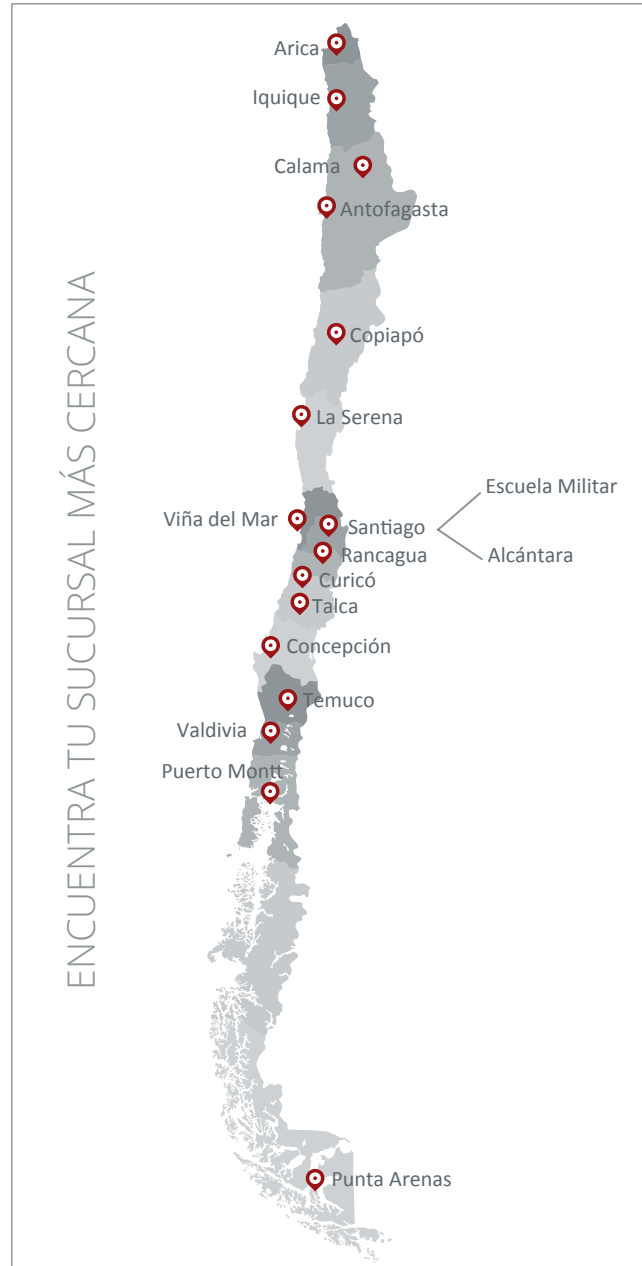 ENCUENTRA TU SUCURSAL MÁS CERCANA
Arica
Iquique
Calama
Antofagasta
Copiapó
La Serena
Escuela Militar
Viña del Mar
Santiago
Rancagua
Alcántara
Curicó
Talca
Concepción
Temuco
Valdivia
Puerto Montt
Punta Arenas